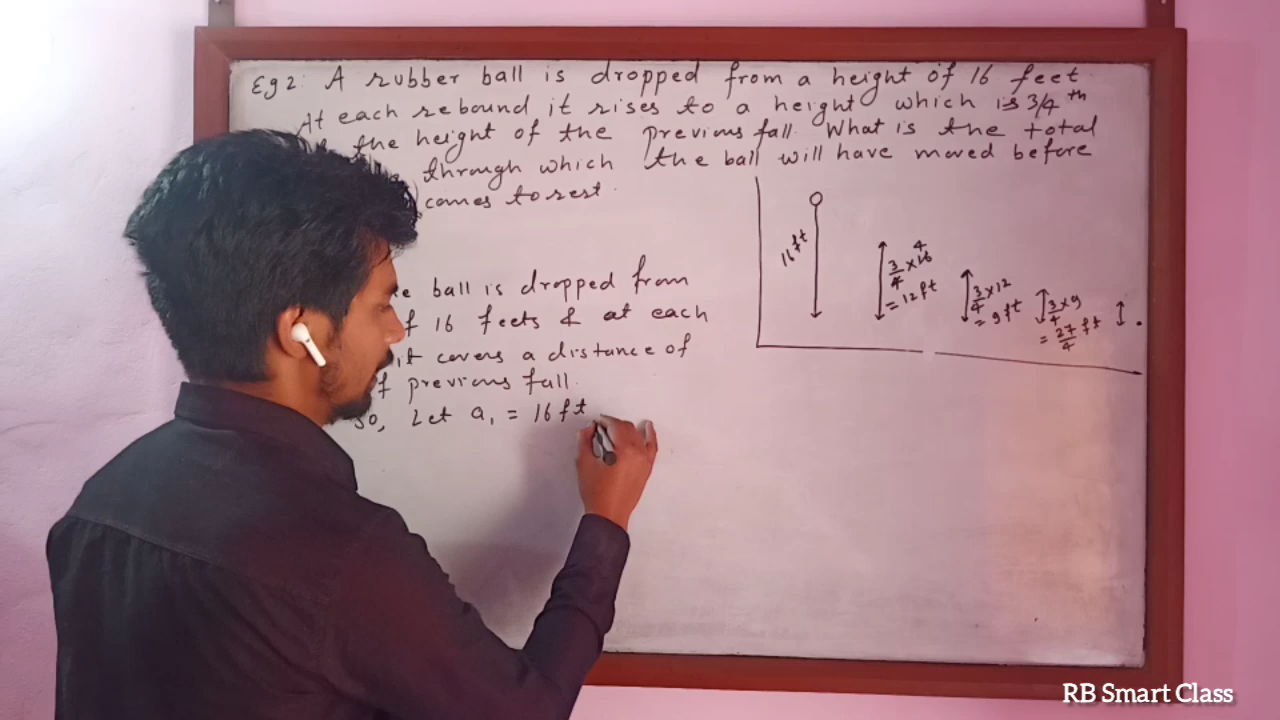 Eg 2: A rubber ball is dropped from a height of 16 feet
At each rebound it rises to a height which is 3/4 th
the height of the previous fall. What is the total
through which the ball will have moved before
comes to rest.
16 ft
3/4 × 16 4
= 12 ft
3/4 × 12
= 9 ft
3/4 × 9
= 27/4 ft
ball is dropped from
16 feets & at each
it covers a distance of
previous fall.
So, Let a₁ = 16 ft
RB Smart Class